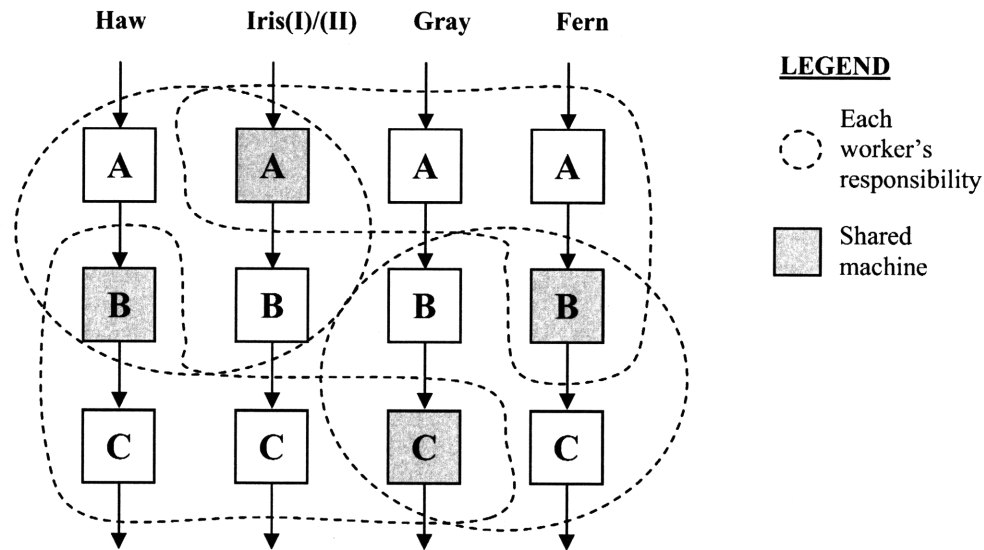 Haw Iris(I)/(II) Gray Fern
LEGEND
Each
worker's
responsibility
Shared
machine
A A A A
B B B B
C C C C